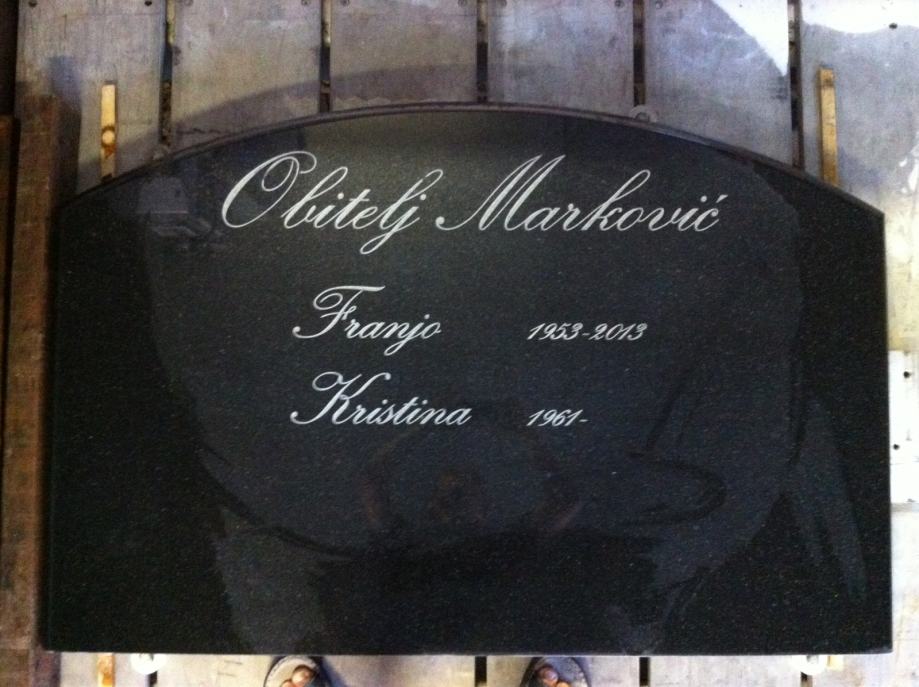 Obitelj Marković
Franjo 1953-2013
Kristina 1961-